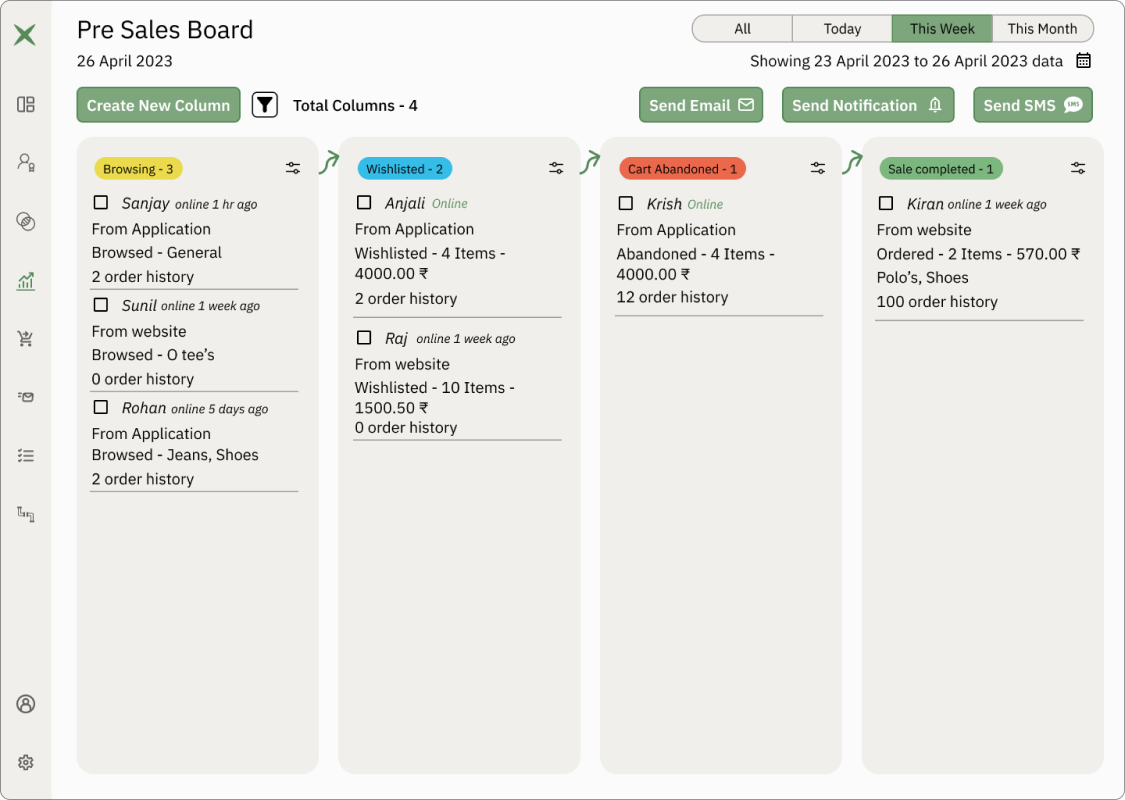 Pre Sales Board
All Today This Week This Month
26 April 2023
Showing 23 April 2023 to 26 April 2023 data
Create New Column
Total Columns - 4
Send Email
Send Notification
Send SMS
SMS
Browsing - 3
Sanjay online 1 hr ago
From Application
Browsed - General
2 order history
Sunil online 1 week ago
From website
Browsed - O tee’s
0 order history
Rohan online 5 days ago
From Application
Browsed - Jeans, Shoes
2 order history
Wishlisted - 2
Anjali Online
From Application
Wishlisted - 4 Items -
4000.00 ₹
2 order history
Raj online 1 week ago
From website
Wishlisted - 10 Items -
1500.50 ₹
0 order history
Cart Abandoned - 1
Krish Online
From Application
Abandoned - 4 Items -
4000.00 ₹
12 order history
Sale completed - 1
Kiran online 1 week ago
From website
Ordered - 2 Items - 570.00 ₹
Polo’s, Shoes
100 order history